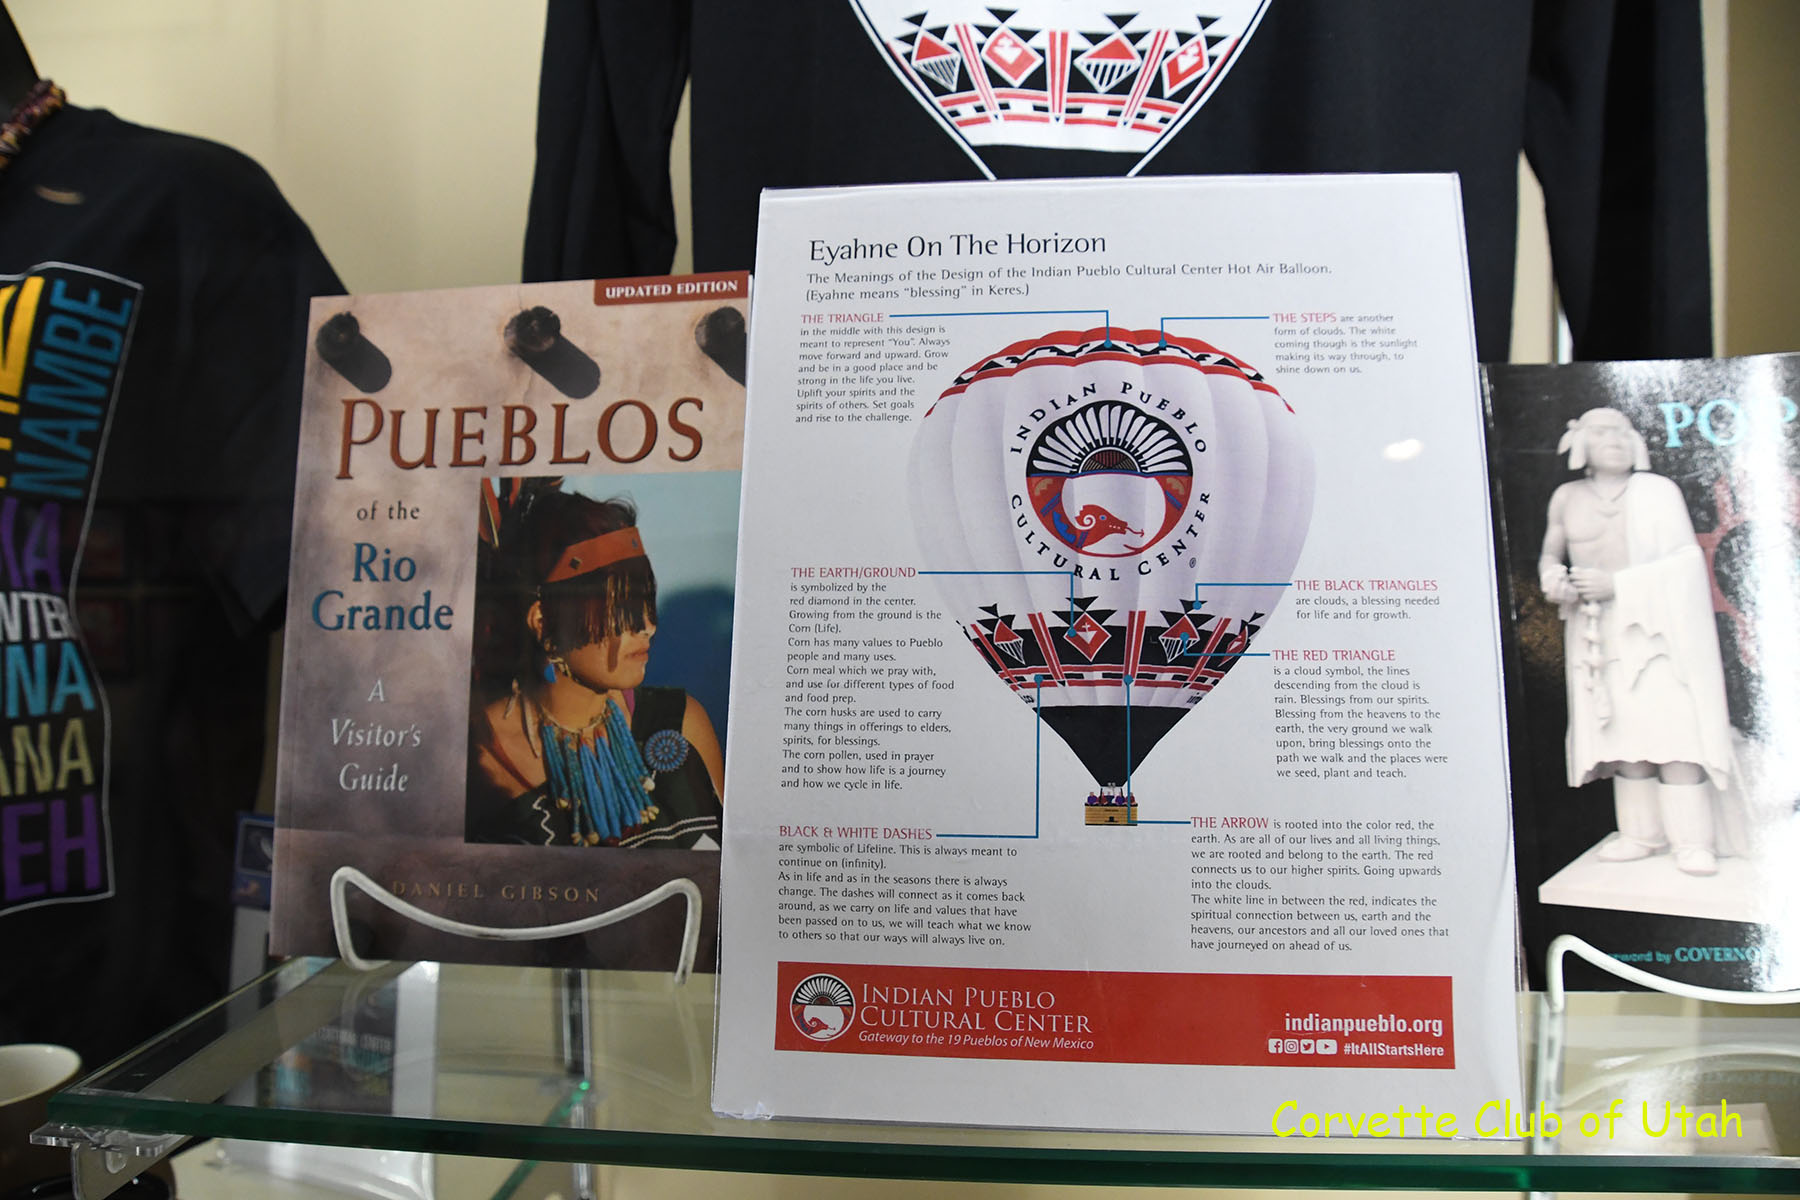 UPDATED EDITION
PUEBLOS
of the
Rio
Grande
A
Visitor's
Guide
DANIEL GIBSON
NAMBE
Eyahne On The Horizon
The Meanings of the Design of the Indian Pueblo Cultural Center Hot Air Balloon.
(Eyahne means “blessing” in Keres.)
THE TRIANGLE
in the middle with this design is
meant to represent “You”. Always
move forward and upward. Grow
and be in a good place and be
strong in the life you live.
Uplift your spirits and the
spirits of others. Set goals
and rise to the challenge.
THE STEPS are another
form of clouds. The white
coming though is the sunlight
making its way through, to
shine down on us.
INDIAN PUEBLO
CULTURAL CENTER ®
THE EARTH/GROUND
is symbolized by the
red diamond in the center.
Growing from the ground is the
Corn (Life).
Corn has many values to Pueblo
people and many uses.
Corn meal which we pray with,
and use for different types of food
and food prep.
The corn husks are used to carry
many things in offerings to elders,
spirits, for blessings.
The corn pollen, used in prayer
and to show how life is a journey
and how we cycle in life.
THE BLACK TRIANGLES
are clouds, a blessing needed
for life and for growth.
THE RED TRIANGLE
is a cloud symbol, the lines
descending from the cloud is
rain. Blessings from our spirits.
Blessing from the heavens to the
earth, the very ground we walk
upon, bring blessings onto the
path we walk and the places were
we seed, plant and teach.
BLACK & WHITE DASHES
are symbolic of Lifeline. This is always meant to
continue on (infinity).
As in life and as in the seasons there is always
change. The dashes will connect as it comes back
around, as we carry on life and values that have
been passed on to us, we will teach what we know
to others so that our ways will always live on.
THE ARROW is rooted into the color red, the
earth. As are all of our lives and all living things,
we are rooted and belong to the earth. The red
connects us to our higher spirits. Going upwards
into the clouds.
The white line in between the red, indicates the
spiritual connection between us, earth and the
heavens, our ancestors and all our loved ones that
have journeyed on ahead of us.
INDIAN PUEBLO
CULTURAL CENTER
Gateway to the 19 Pueblos of New Mexico
indianpueblo.org
#ItAllStartsHere
PO
by GOVERNO
Corvette Club of Utah